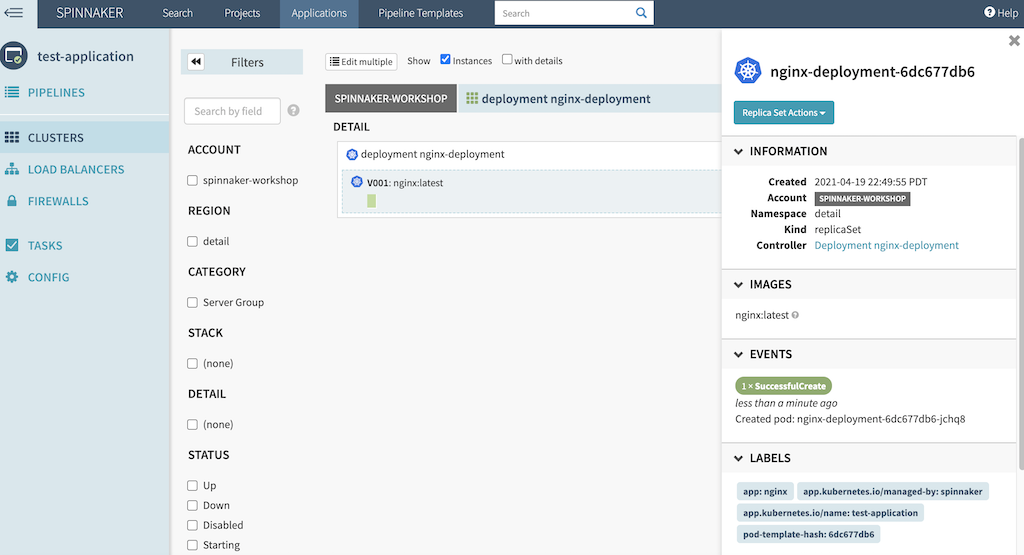 SPINNAKER Search Projects Applications Pipeline Templates Search Help
test-application
PIPELINES
CLUSTERS
LOAD BALANCERS
FIREWALLS
TASKS
CONFIG
Filters
Search by field
ACCOUNT
spinnaker-workshop
REGION
detail
CATEGORY
Server Group
STACK
(none)
DETAIL
(none)
STATUS
Up
Down
Disabled
Starting
Edit multiple Show Instances with details
SPINNAKER-WORKSHOP deployment nginx-deployment
DETAIL
deployment nginx-deployment
V001: nginx:latest
nginx-deployment-6dc677db6
Replica Set Actions
INFORMATION
Created 2021-04-19 22:49:55 PDT
Account SPINNAKER-WORKSHOP
Namespace detail
Kind replicaSet
Controller Deployment nginx-deployment
IMAGES
nginx:latest
EVENTS
1 × SuccessfulCreate
less than a minute ago
Created pod: nginx-deployment-6dc677db6-jchq8
LABELS
app: nginx app.kubernetes.io/managed-by: spinnaker
app.kubernetes.io/name: test-application
pod-template-hash: 6dc677db6